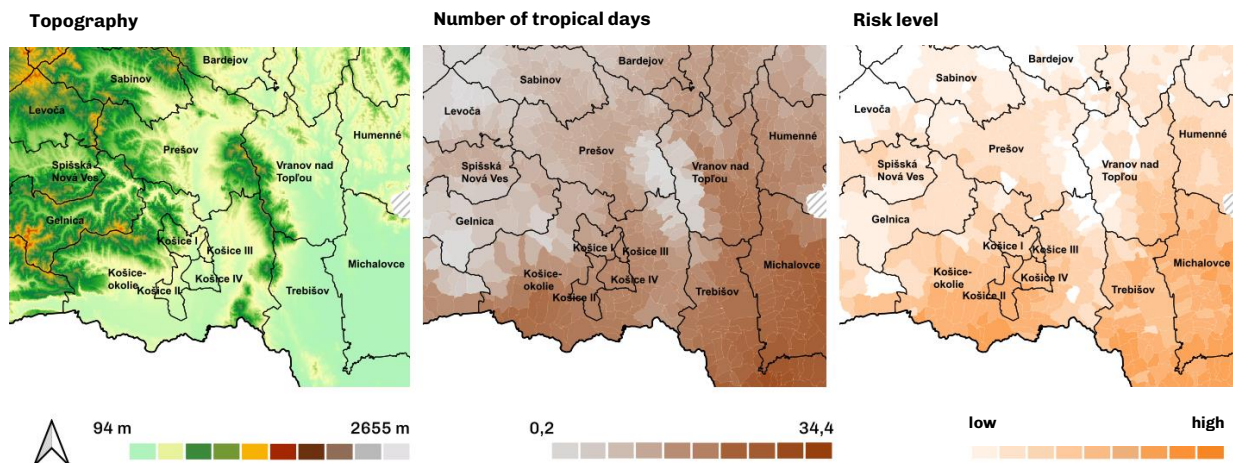 Topography
Number of tropical days
Risk level
Bardejov
Sabinov
Levoča
Humenné
Prešov
Spišská
Nová Ves
Vranov nad
Topľou
Gelnica
Košice I
Košice III
Košice-
okolie
Košice IV
Košice II
Michalovce
Trebišov
Bardejov
Sabinov
Levoča
Humenné
Prešov
Spišská
Nová Ves
Vranov nad
Topľou
Gelnica
Košice I
Košice III
Košice-
okolie
Košice IV
Košice II
Michalovce
Trebišov
Bardejov
Sabinov
Levoča
Humenné
Prešov
Spišská
Nová Ves
Vranov nad
Topľou
Gelnica
Košice I
Košice III
Košice-
okolie
Košice IV
Košice II
Michalovce
Trebišov
94 m
2655 m
0,2
34,4
low
high